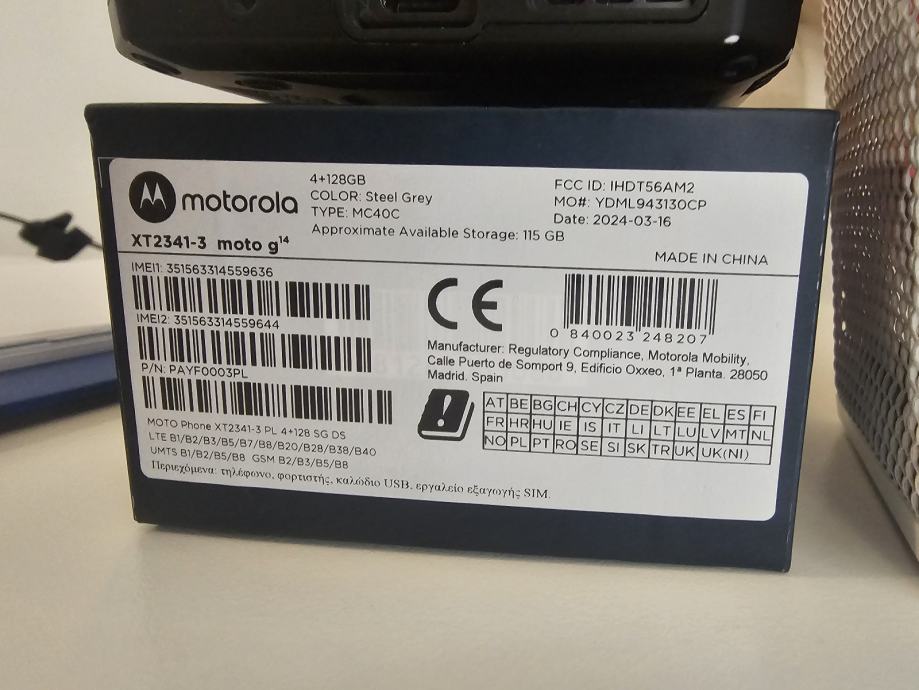 motorola
4+128GB
COLOR: Steel Grey
TYPE: MC40C
Approximate Available Storage: 115 GB
FCC ID: IHDT56AM2
MO#: YDML943130CP
Date: 2024-03-16
XT2341-3 moto g¹⁴
MADE IN CHINA
IMEI1: 351563314559636
IMEI2: 351563314559644
P/N: PAYF0003PL
MOTO Phone XT2341-3 PL 4+128 SG DS
LTE B1/B2/B3/B5/B7/B8/B20/B28/B38/B40
UMTS B1/B2/B5/B8 GSM B2/B3/B5/B8
CE
0 840023 248207
Manufacturer: Regulatory Compliance, Motorola Mobility,
Calle Puerto de Somport 9, Edificio Oxxeo, 1ª Planta. 28050
Madrid. Spain
AT BE BG CH CY CZ DE DK EE EL ES FI
FR HR HU IE IS IT LI LT LU LV MT NL
NO PL PT RO SE SI SK TR UK UK(NI)
Περιεχόμενα: τηλέφωνο, φορτιστής, καλώδιο USB, εργαλείο εξαγωγής SIM.